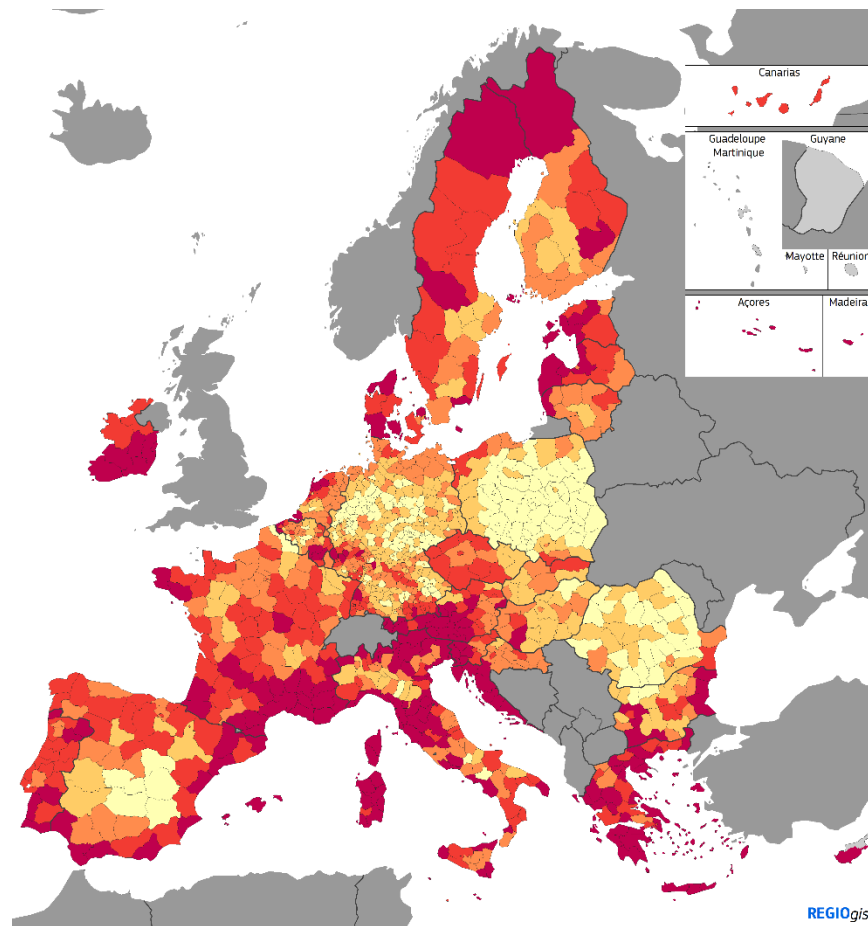 Canarias
Guadeloupe
Martinique
Guyane
Mayotte
Réunion
Açores
Madeira
REGIOgis